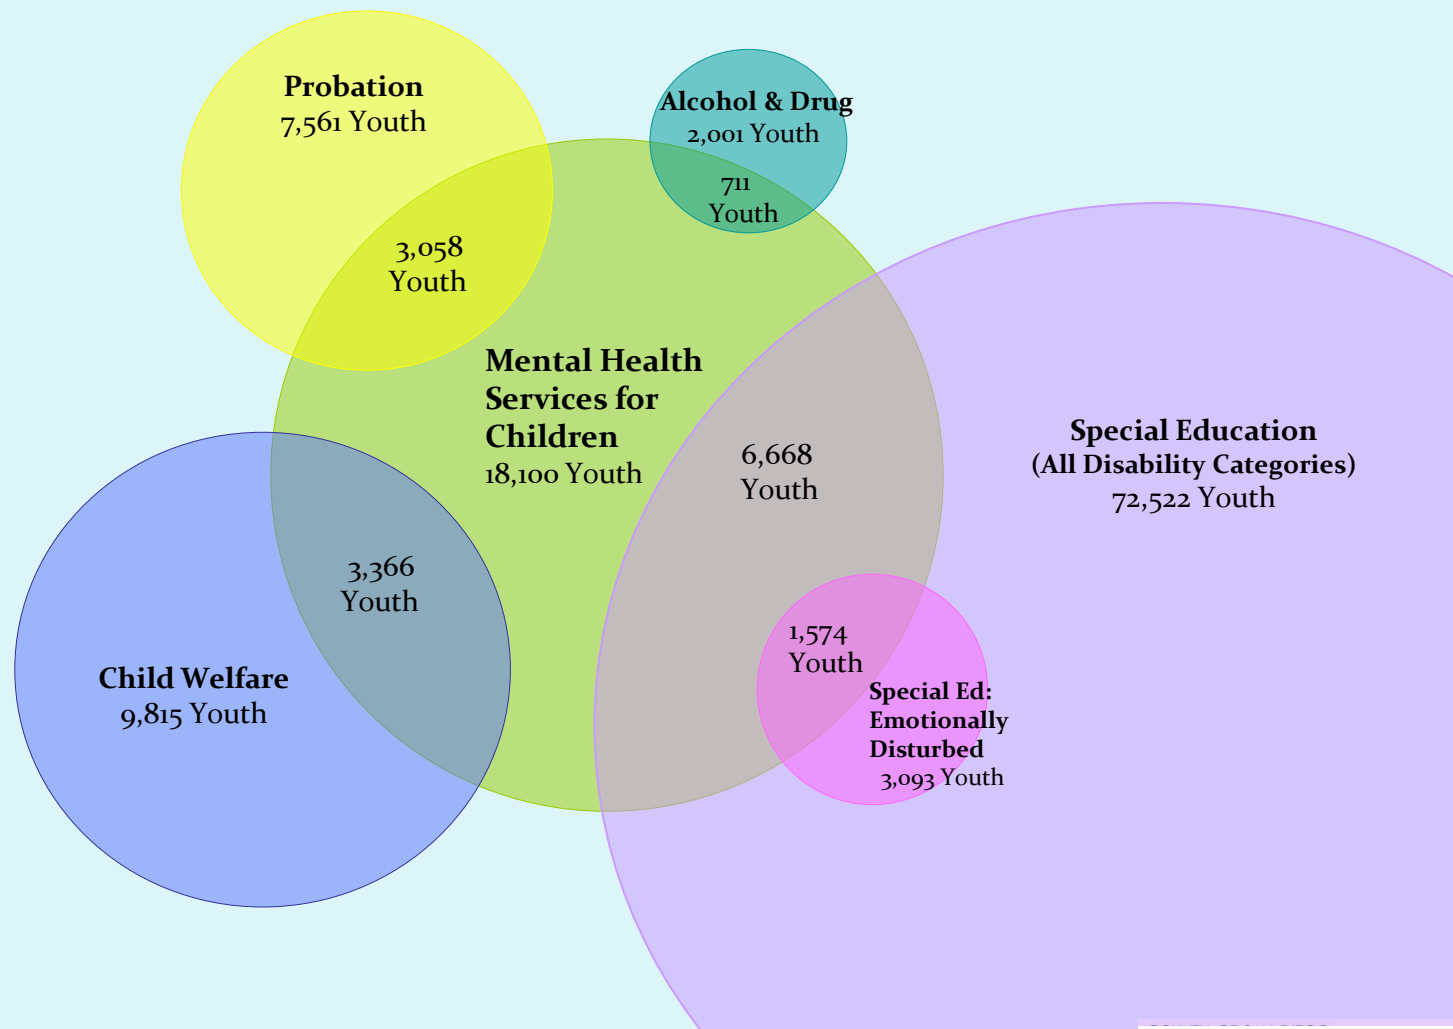 Probation
7,561 Youth
Alcohol & Drug
2,001 Youth
711
Youth
3,058
Youth
Mental Health
Services for
Children
18,100 Youth
6,668
Youth
Special Education
(All Disability Categories)
72,522 Youth
3,366
Youth
1,574
Youth
Special Ed:
Emotionally
Disturbed
3,093 Youth
Child Welfare
9,815 Youth